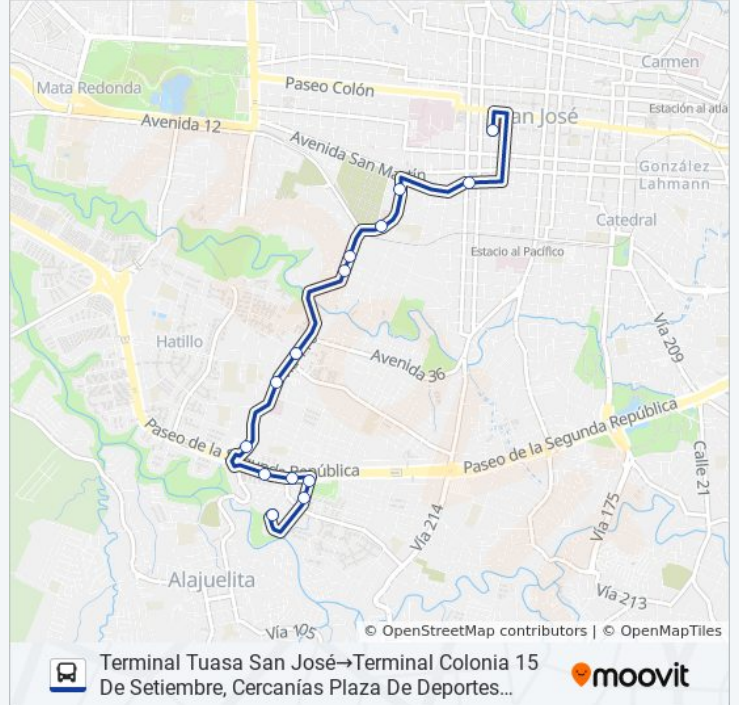 Carmen
Mata Redonda
Paseo Colón
Estación al atla
an José
Avenida 12
Avenida San Martín
González
Lahmann
Catedral
Estacio al Pacífico
Vía 209
Hatillo
Avenida 36
Paseo de la Segunda República
Paseo de la Segunda República
Calle 21
Vía 214
Vía 175
Alajuelita
Vía 213
Vía 105
© OpenStreetMap contributors | © OpenMapTiles
Terminal Tuasa San José→Terminal Colonia 15
De Setiembre, Cercanías Plaza De Deportes…
moovit